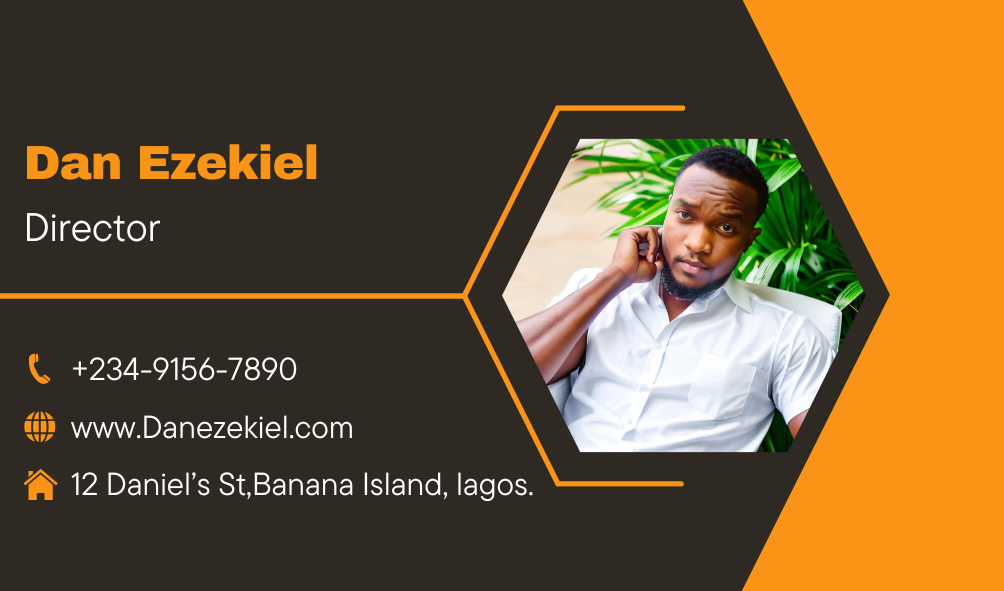 Dan Ezekiel
Director
+234-9156-7890
www.Danezekiel.com
12 Daniel’s St,Banana Island, lagos.